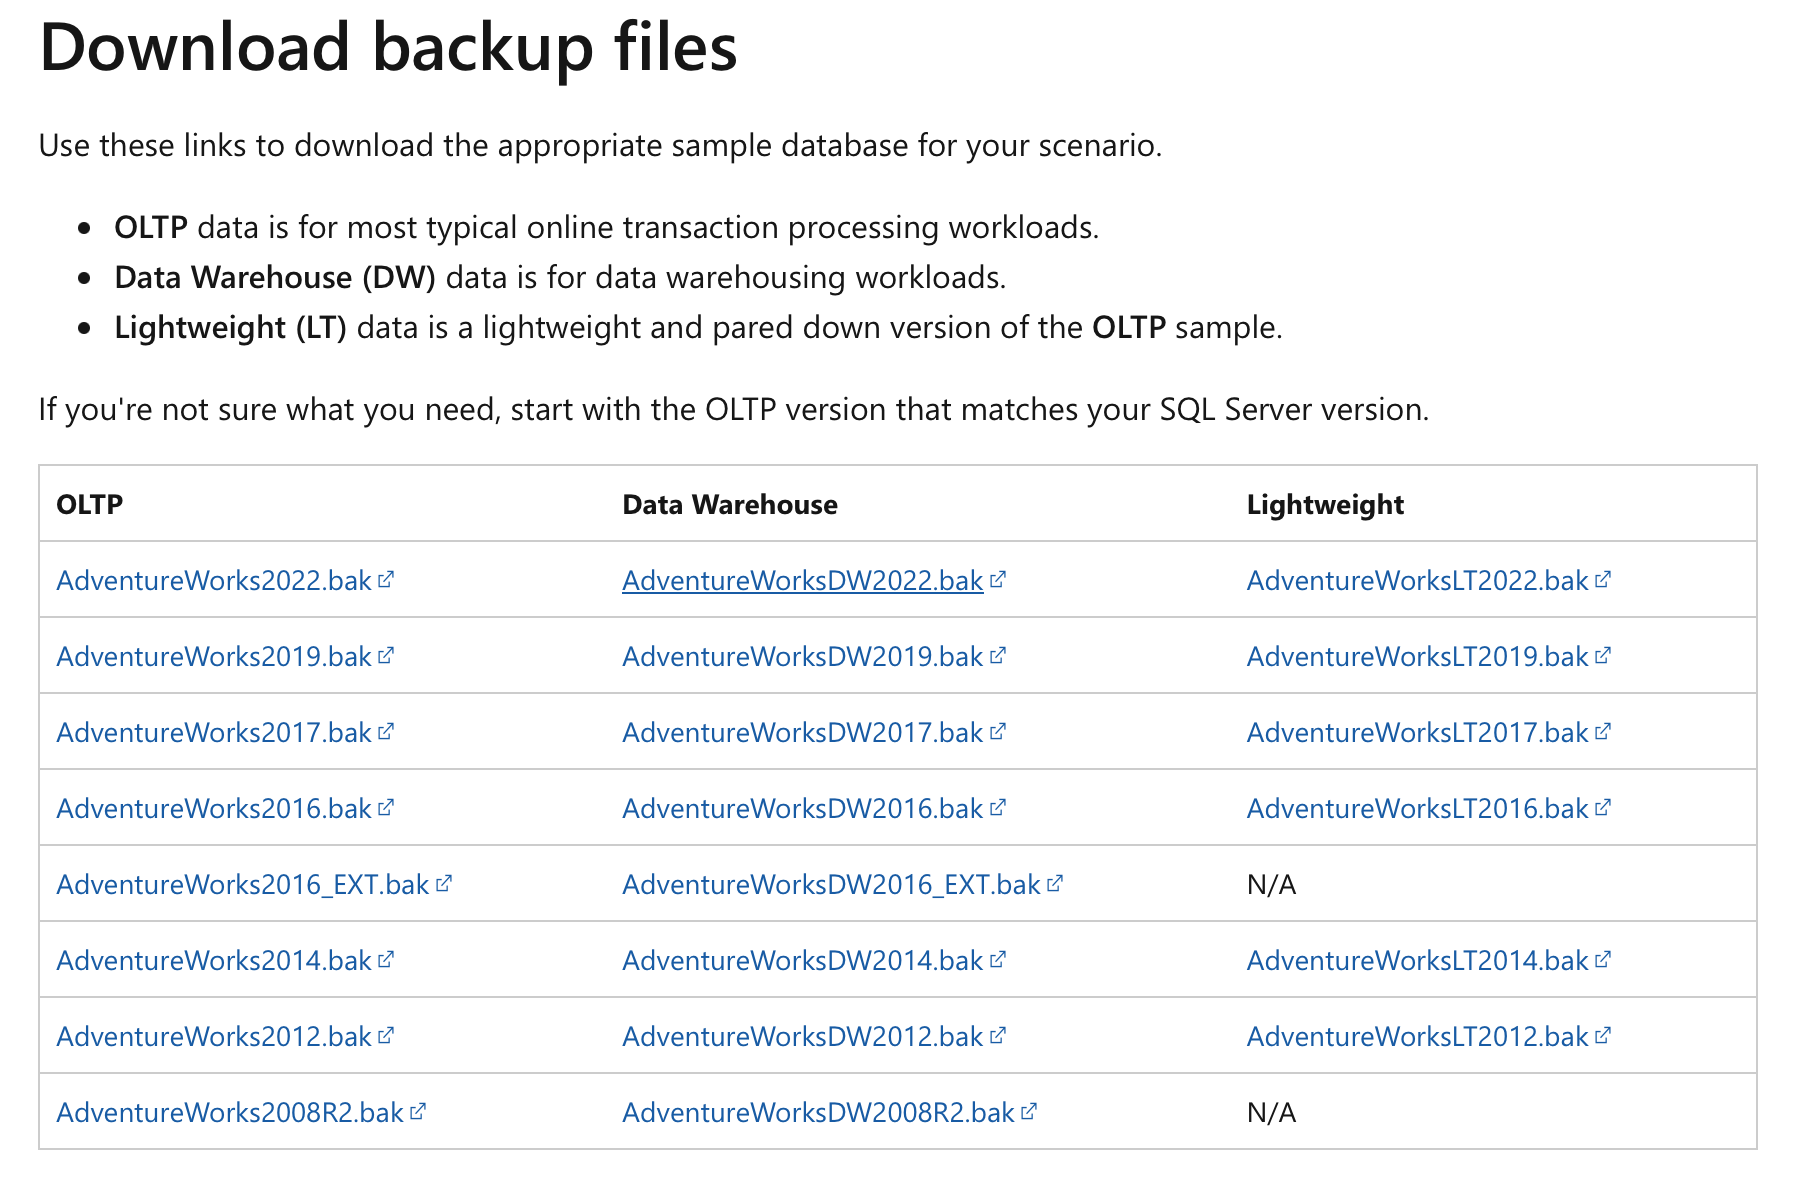 Download backup files
Use these links to download the appropriate sample database for your scenario.
• OLTP data is for most typical online transaction processing workloads.
• Data Warehouse (DW) data is for data warehousing workloads.
• Lightweight (LT) data is a lightweight and pared down version of the OLTP sample.
If you're not sure what you need, start with the OLTP version that matches your SQL Server version.
OLTP Data Warehouse Lightweight
AdventureWorks2022.bak AdventureWorksDW2022.bak AdventureWorksLT2022.bak
AdventureWorks2019.bak AdventureWorksDW2019.bak AdventureWorksLT2019.bak
AdventureWorks2017.bak AdventureWorksDW2017.bak AdventureWorksLT2017.bak
AdventureWorks2016.bak AdventureWorksDW2016.bak AdventureWorksLT2016.bak
AdventureWorks2016_EXT.bak AdventureWorksDW2016_EXT.bak N/A
AdventureWorks2014.bak AdventureWorksDW2014.bak AdventureWorksLT2014.bak
AdventureWorks2012.bak AdventureWorksDW2012.bak AdventureWorksLT2012.bak
AdventureWorks2008R2.bak AdventureWorksDW2008R2.bak N/A